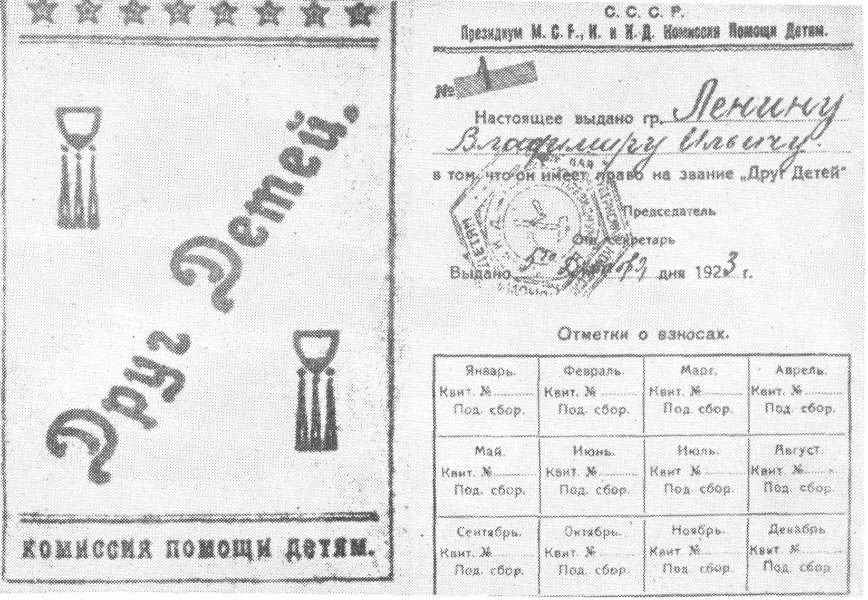 Друг Детей.
комиссия помощи детям.
С. С. С. Р.
Президиум М. С. Р., К. и К. Д. Комиссия Помощи Детям.
№ 1
Настоящее выдано гр. Ленину
Владимиру Ильичу.
в том, что он имеет право на звание „Друг Детей"
Председатель
Отв. секретарь
Выдано 5го дня 1923 г.
Отметки о взносах.
Январь. Февраль. Март. Апрель.
Квит. № Квит. № Квит. № Квит. №
Под. сбор. Под. сбор. Под. сбор. Под. сбор.
Май. Июнь. Июль. Август.
Квит. № Квит. № Квит № Квит №
Под. сбор. Под. сбор. Под. сбор. Под. сбор.
Сентябрь. Октябрь. Ноябрь. Декабрь
Квит. № Квит. № Квит № Квит №
Под. сбор. Под. сбор. Под. сбор. Под сбор